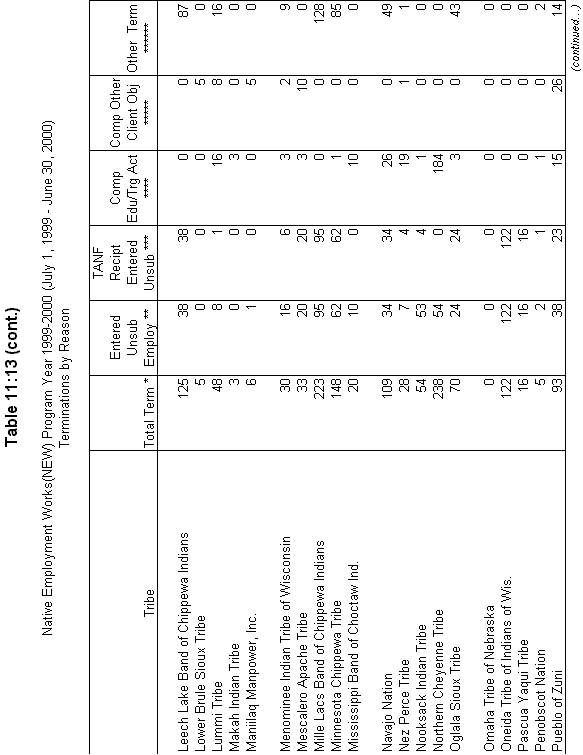 Table 11:13 (cont.)
Native Employment Works(NEW) Program Year 1999-2000 (July 1, 1999 - June 30, 2000)
Terminations by Reason
Tribe Total Term * Entered Unsub Employ ** TANF Recipt Entered Unsub *** Comp Edu/Trg Act **** Comp Other Client Obj ***** Other Term ******
Leech Lake Band of Chippewa Indians 125 38 38 0 0 87
Lower Brule Sioux Tribe 5 0 0 0 5 0
Lummi Tribe 48 8 1 16 8 16
Makah Indian Tribe 3 0 0 3 0 0
Maniilaq Manpower, Inc. 6 1 0 0 5 0
Menominee Indian Tribe of Wisconsin 30 16 6 3 2 9
Mescalero Apache Tribe 33 20 20 3 10 0
Mille Lacs Band of Chippewa Indians 223 95 95 0 0 128
Minnesota Chippewa Tribe 148 62 62 1 0 85
Mississippi Band of Choctaw Ind. 20 10 0 10 0 0
Navajo Nation 109 34 34 26 0 49
Nez Perce Tribe 28 7 4 19 1 1
Nooksack Indian Tribe 54 53 4 1 0 0
Northern Cheyenne Tribe 238 54 0 184 0 0
Oglala Sioux Tribe 70 24 24 3 0 43
Omaha Tribe of Nebraska 0 0 0 0 0 0
Oneida Tribe of Indians of Wis. 122 122 122 0 0 0
Pascua Yaqui Tribe 16 16 16 0 0 0
Penobscot Nation 5 2 1 1 0 2
Pueblo of Zuni 93 38 23 15 26 14
(continued...)